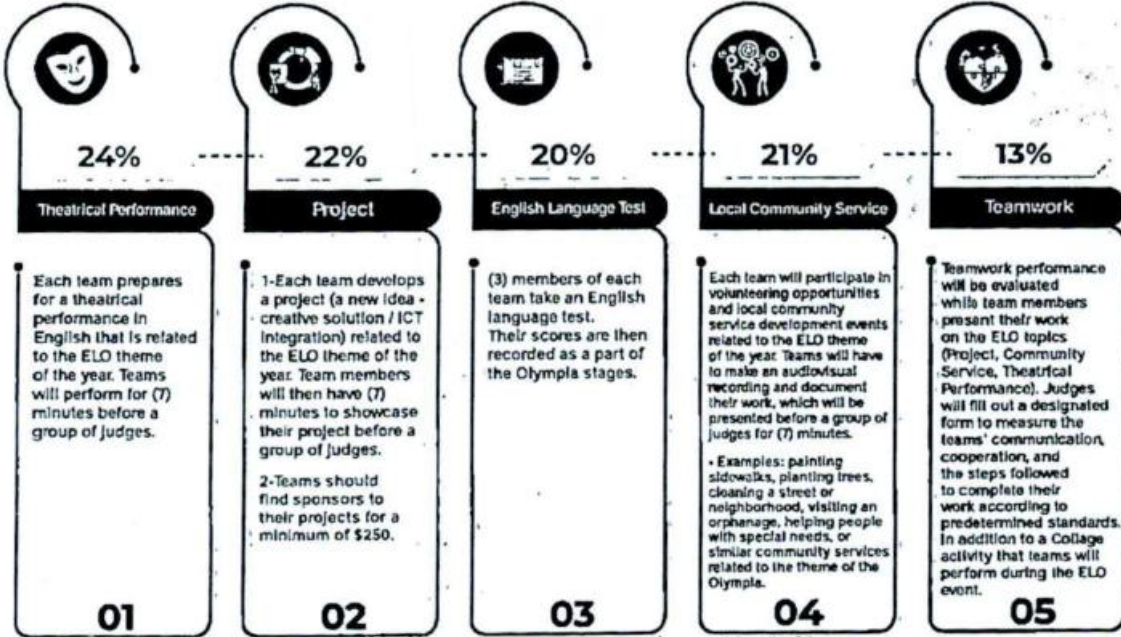 24%
Theatrical Performance
Each team prepares
for a theatrical
performance in
English that is related
to the ELO theme
of the year. Teams
will perform for (7)
minutes before a
group of judges.
01
22%
Project
1-Each team develops
a project (a new idea -
creative solution / ICT
integration) related to
the ELO theme of the
year. Team members
will then have (7)
minutes to showcase
their project before a
group of judges.
2-Teams should
find sponsors to
their projects for a
minimum of $250.
02
20%
English Language Test
(3) members of each
team take an English
language test.
Their scores are then
recorded as a part of
the Olympia stages.
03
21%
Local Community Service
Each team will participate in
volunteering opportunities
and local community
service development events
related to the ELO theme
of the year. Teams will have
to make an audiovisual
recording and document
their work, which will be
presented before a group of
judges for (7) minutes.
- Examples: painting
sidewalks, planting trees,
cleaning a street or
neighborhood, visiting an
orphanage, helping people
with special needs, or
similar community services
related to the theme of the
Olympia.
04
13%
Teamwork
Teamwork performance
will be evaluated
while team members
present their work
on the ELO topics
(Project, Community
Service, Theatrical
Performance). Judges
will fill out a designated
form to measure the
teams' communication,
cooperation, and
the steps followed
to complete their
work according to
predetermined standards.
In addition to a Collage
activity that teams will
perform during the ELO
event.
05